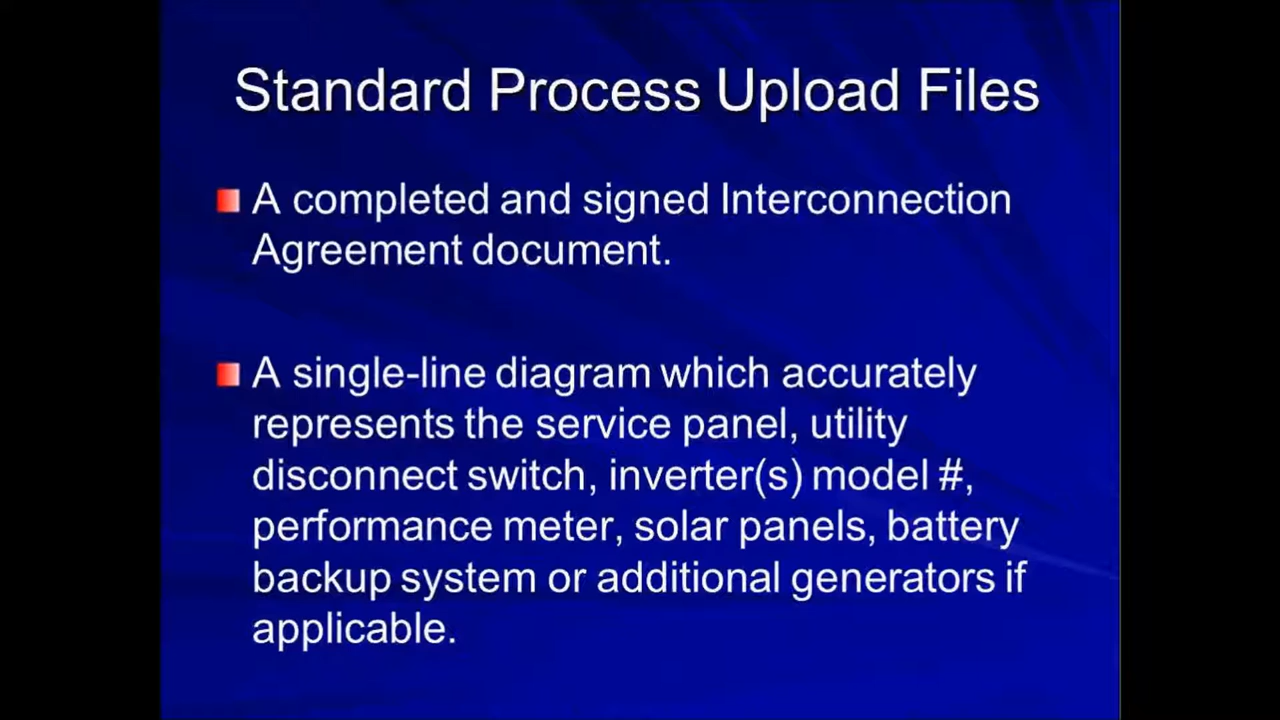 Standard Process Upload Files
A completed and signed Interconnection
Agreement document.
A single-line diagram which accurately
represents the service panel, utility
disconnect switch, inverter(s) model #,
performance meter, solar panels, battery
backup system or additional generators if
applicable.